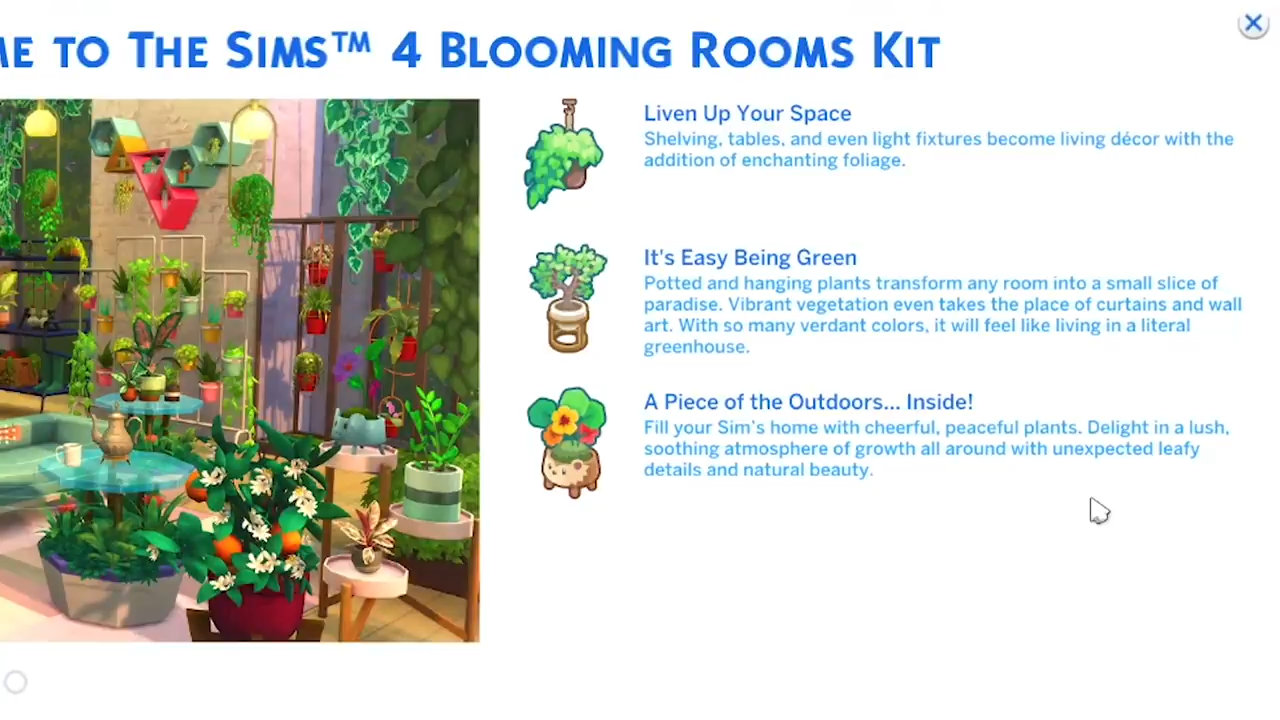 ME TO THE SIMS™ 4 BLOOMING ROOMS KIT
Liven Up Your Space
Shelving, tables, and even light fixtures become living décor with the
addition of enchanting foliage.
It's Easy Being Green
Potted and hanging plants transform any room into a small slice of
paradise. Vibrant vegetation even takes the place of curtains and wall
art. With so many verdant colors, it will feel like living in a literal
greenhouse.
A Piece of the Outdoors... Inside!
Fill your Sim's home with cheerful, peaceful plants. Delight in a lush,
soothing atmosphere of growth all around with unexpected leafy
details and natural beauty.